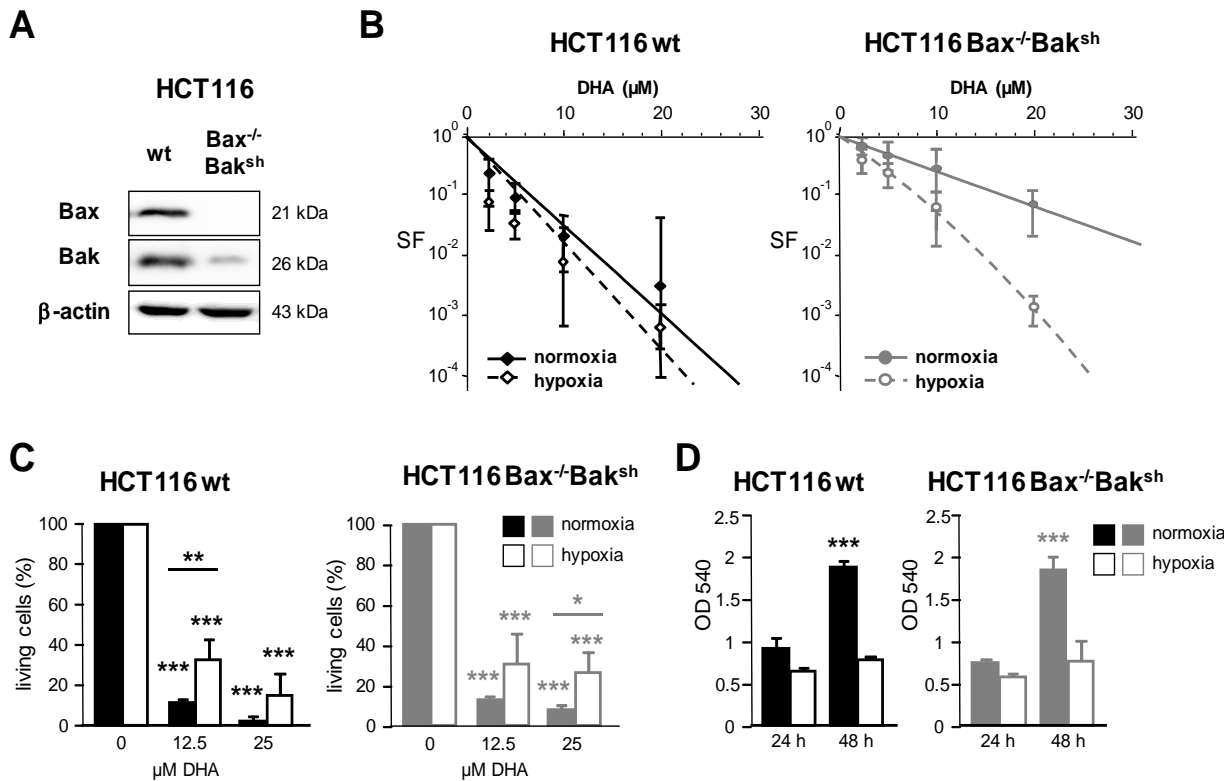 A
HCT116
wt
Bax⁻/⁻
Bakˢʰ
Bax
21 kDa
Bak
26 kDa
β-actin
43 kDa
B
HCT116 wt
DHA (µM)
0 10 20 30
10⁰
10⁻¹
10⁻²
10⁻³
10⁻⁴
SF
normoxia
hypoxia
HCT116 Bax⁻/⁻Bakˢʰ
DHA (µM)
0 10 20 30
10⁰
10⁻¹
10⁻²
10⁻³
10⁻⁴
SF
normoxia
hypoxia
C
HCT116 wt
living cells (%)
100
80
60
40
20
0
**
*** ***
*** ***
0 12.5 25
µM DHA
HCT116 Bax⁻/⁻Bakˢʰ
normoxia
hypoxia
living cells (%)
100
80
60
40
20
0
*
*** ***
*** ***
0 12.5 25
µM DHA
D
HCT116 wt
OD 540
2.5
2
1.5
1
0.5
0
***
24 h 48 h
HCT116 Bax⁻/⁻Bakˢʰ
normoxia
hypoxia
OD 540
2.5
2
1.5
1
0.5
0
***
24 h 48 h